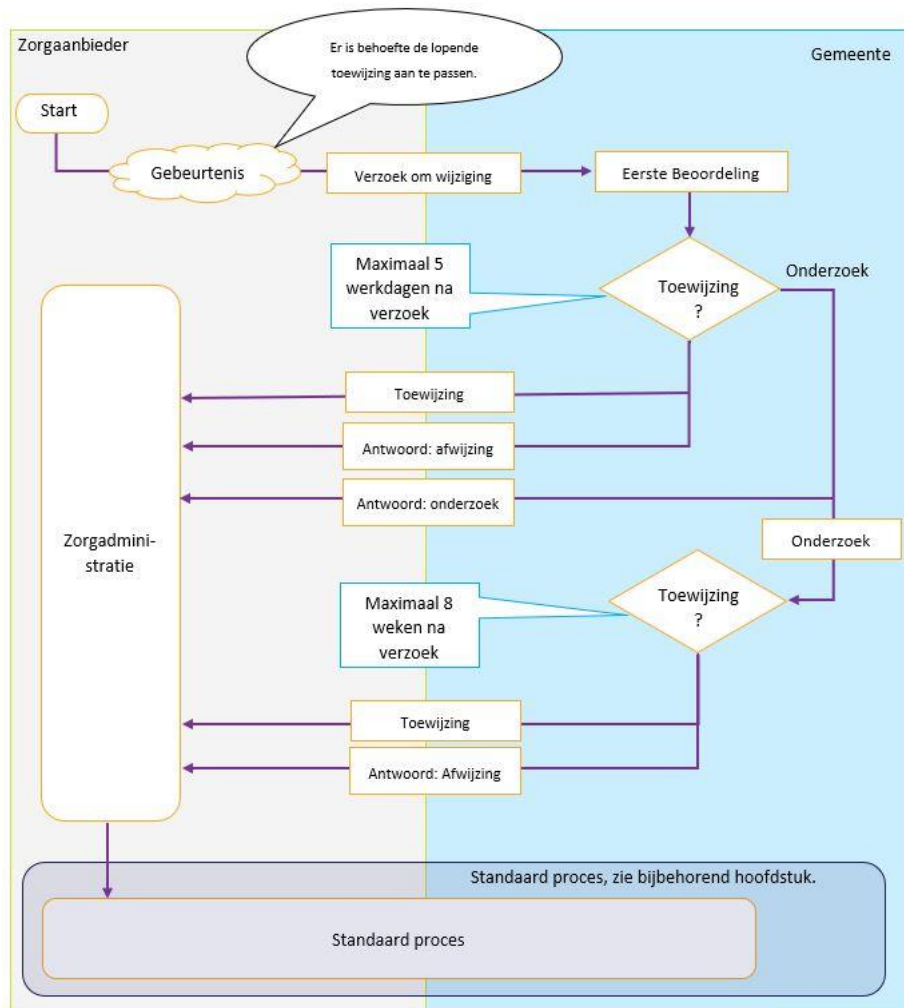 Zorgaanbieder
Er is behoefte de lopende
toewijzing aan te passen.
Gemeente
Start
Gebeurtenis
Verzoek om wijziging
Eerste Beoordeling
Maximaal 5
werkdagen na
verzoek
Toewijzing
?
Onderzoek
Toewijzing
Antwoord: afwijzing
Antwoord: onderzoek
Zorgadmini-
stratie
Onderzoek
Maximaal 8
weken na
verzoek
Toewijzing
?
Toewijzing
Antwoord: Afwijzing
Standaard proces, zie bijbehorend hoofdstuk.
Standaard proces